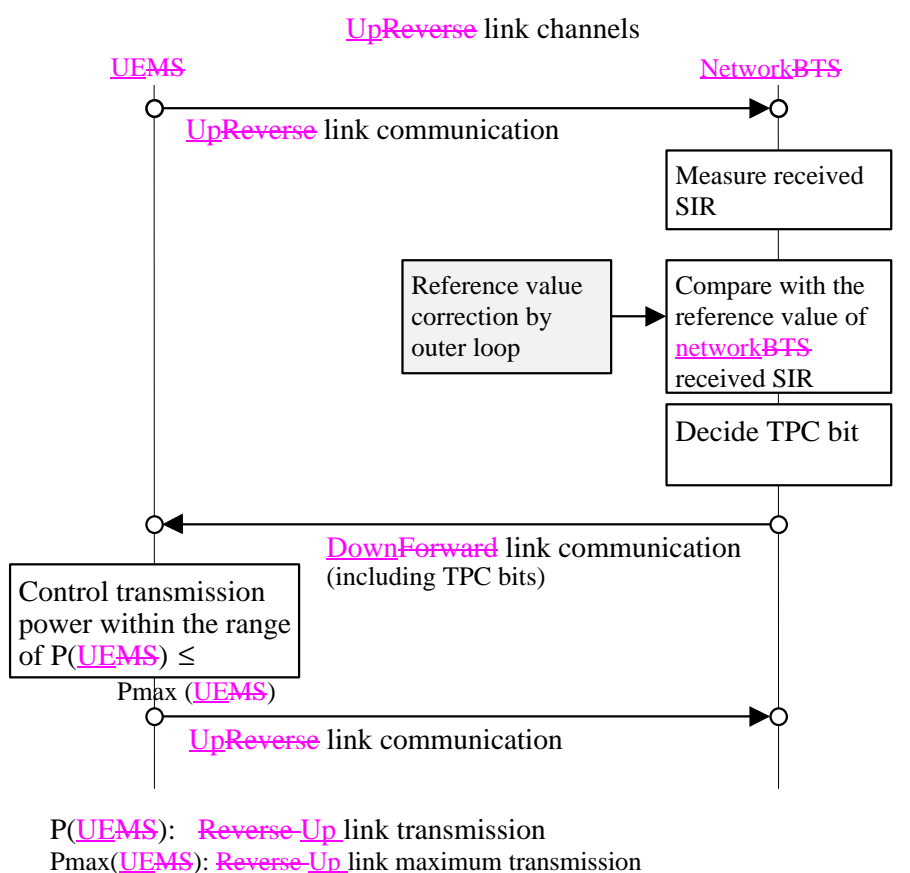 UpReverse link channels
UEMS
NetworkBTS
UpReverse link communication
Measure received
SIR
Reference value
correction by
outer loop
Compare with the
reference value of
networkBTS
received SIR
Decide TPC bit
DownForward link communication
(including TPC bits)
Control transmission
power within the range
of P(UEMS) ≤
Pmax (UEMS)
UpReverse link communication
P(UEMS): Reverse Up link transmission
Pmax(UEMS): Reverse Up link maximum transmission